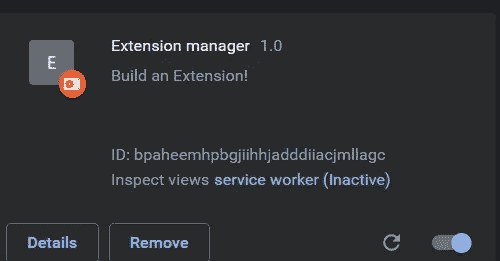 E
Extension manager 1.0
Build an Extension!
ID: bpaheemhpbgjiihhjadddiiacjmllagc
Inspect views service worker (Inactive)
Details
Remove